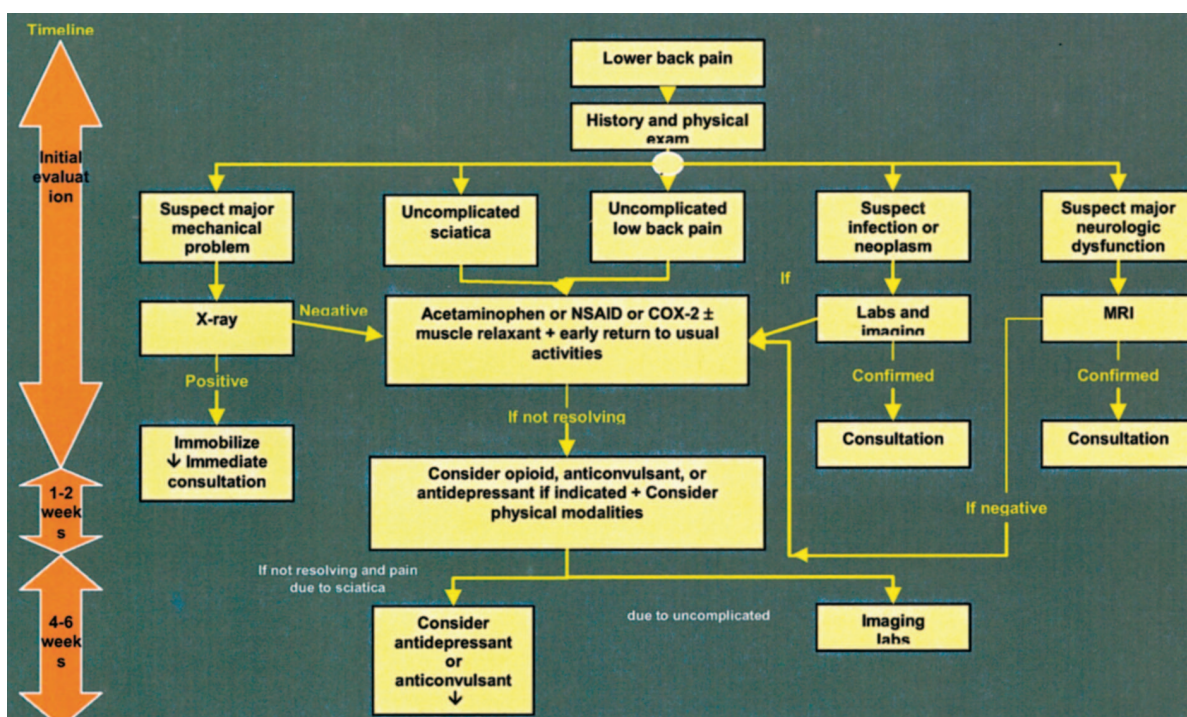 Timeline
Lower back pain
History and physical
exam
Initial
evaluat
ion
Suspect major
mechanical
problem
Uncomplicated
sciatica
Uncomplicated
low back pain
Suspect
infection or
neoplasm
Suspect major
neurologic
dysfunction
X-ray
Negative
Acetaminophen or NSAID or COX-2 ±
muscle relaxant + early return to usual
activities
If
Labs and
imaging
MRI
Positive
If not resolving
Confirmed
Confirmed
Immobilize
↓ Immediate
consultation
Consultation
Consultation
1-2
week
s
Consider opioid, anticonvulsant, or
antidepressant if indicated + Consider
physical modalities
If negative
4-6
week
s
If not resolving and pain
due to sciatica
due to uncomplicated
Consider
antidepressant
or
anticonvulsant
↓
Imaging
labs